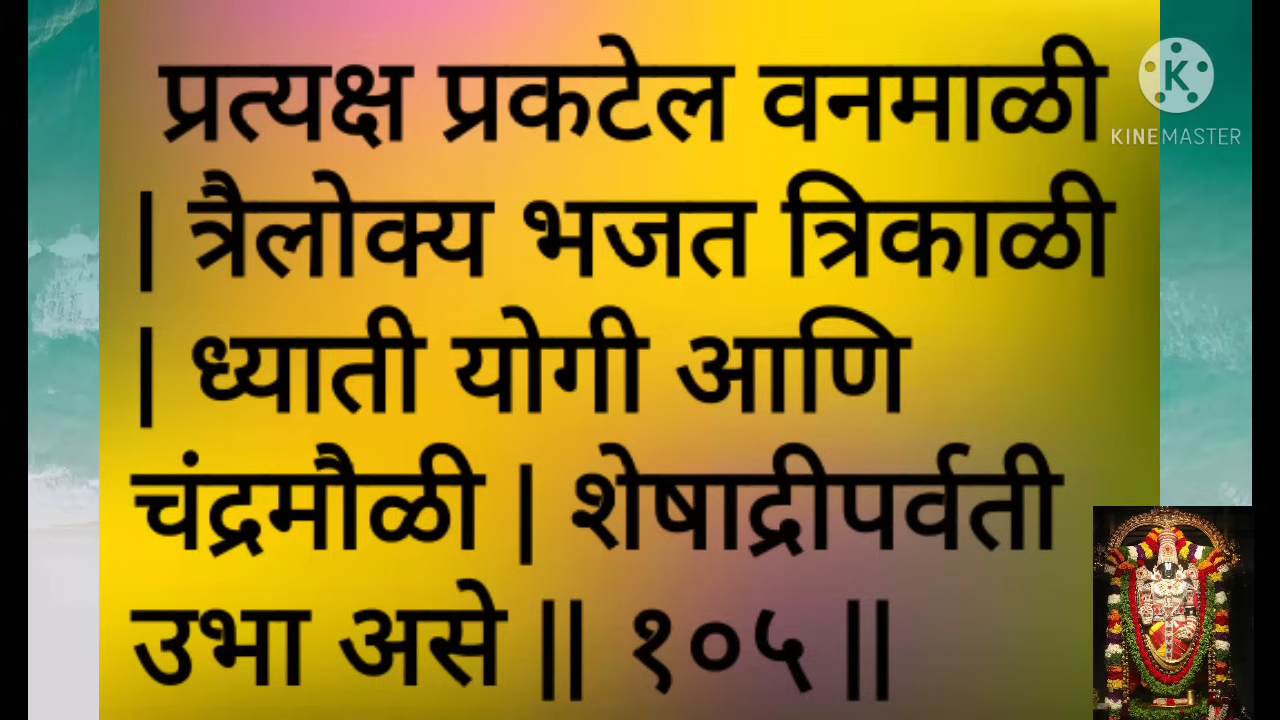 प्रत्यक्ष प्रकटेल वनमाळी
| त्रैलोक्य भजत त्रिकाळी
| ध्याती योगी आणि
चंद्रमौळी | शेषाद्रीपर्वती
उभा असे || १०५ ||
KINEMASTER